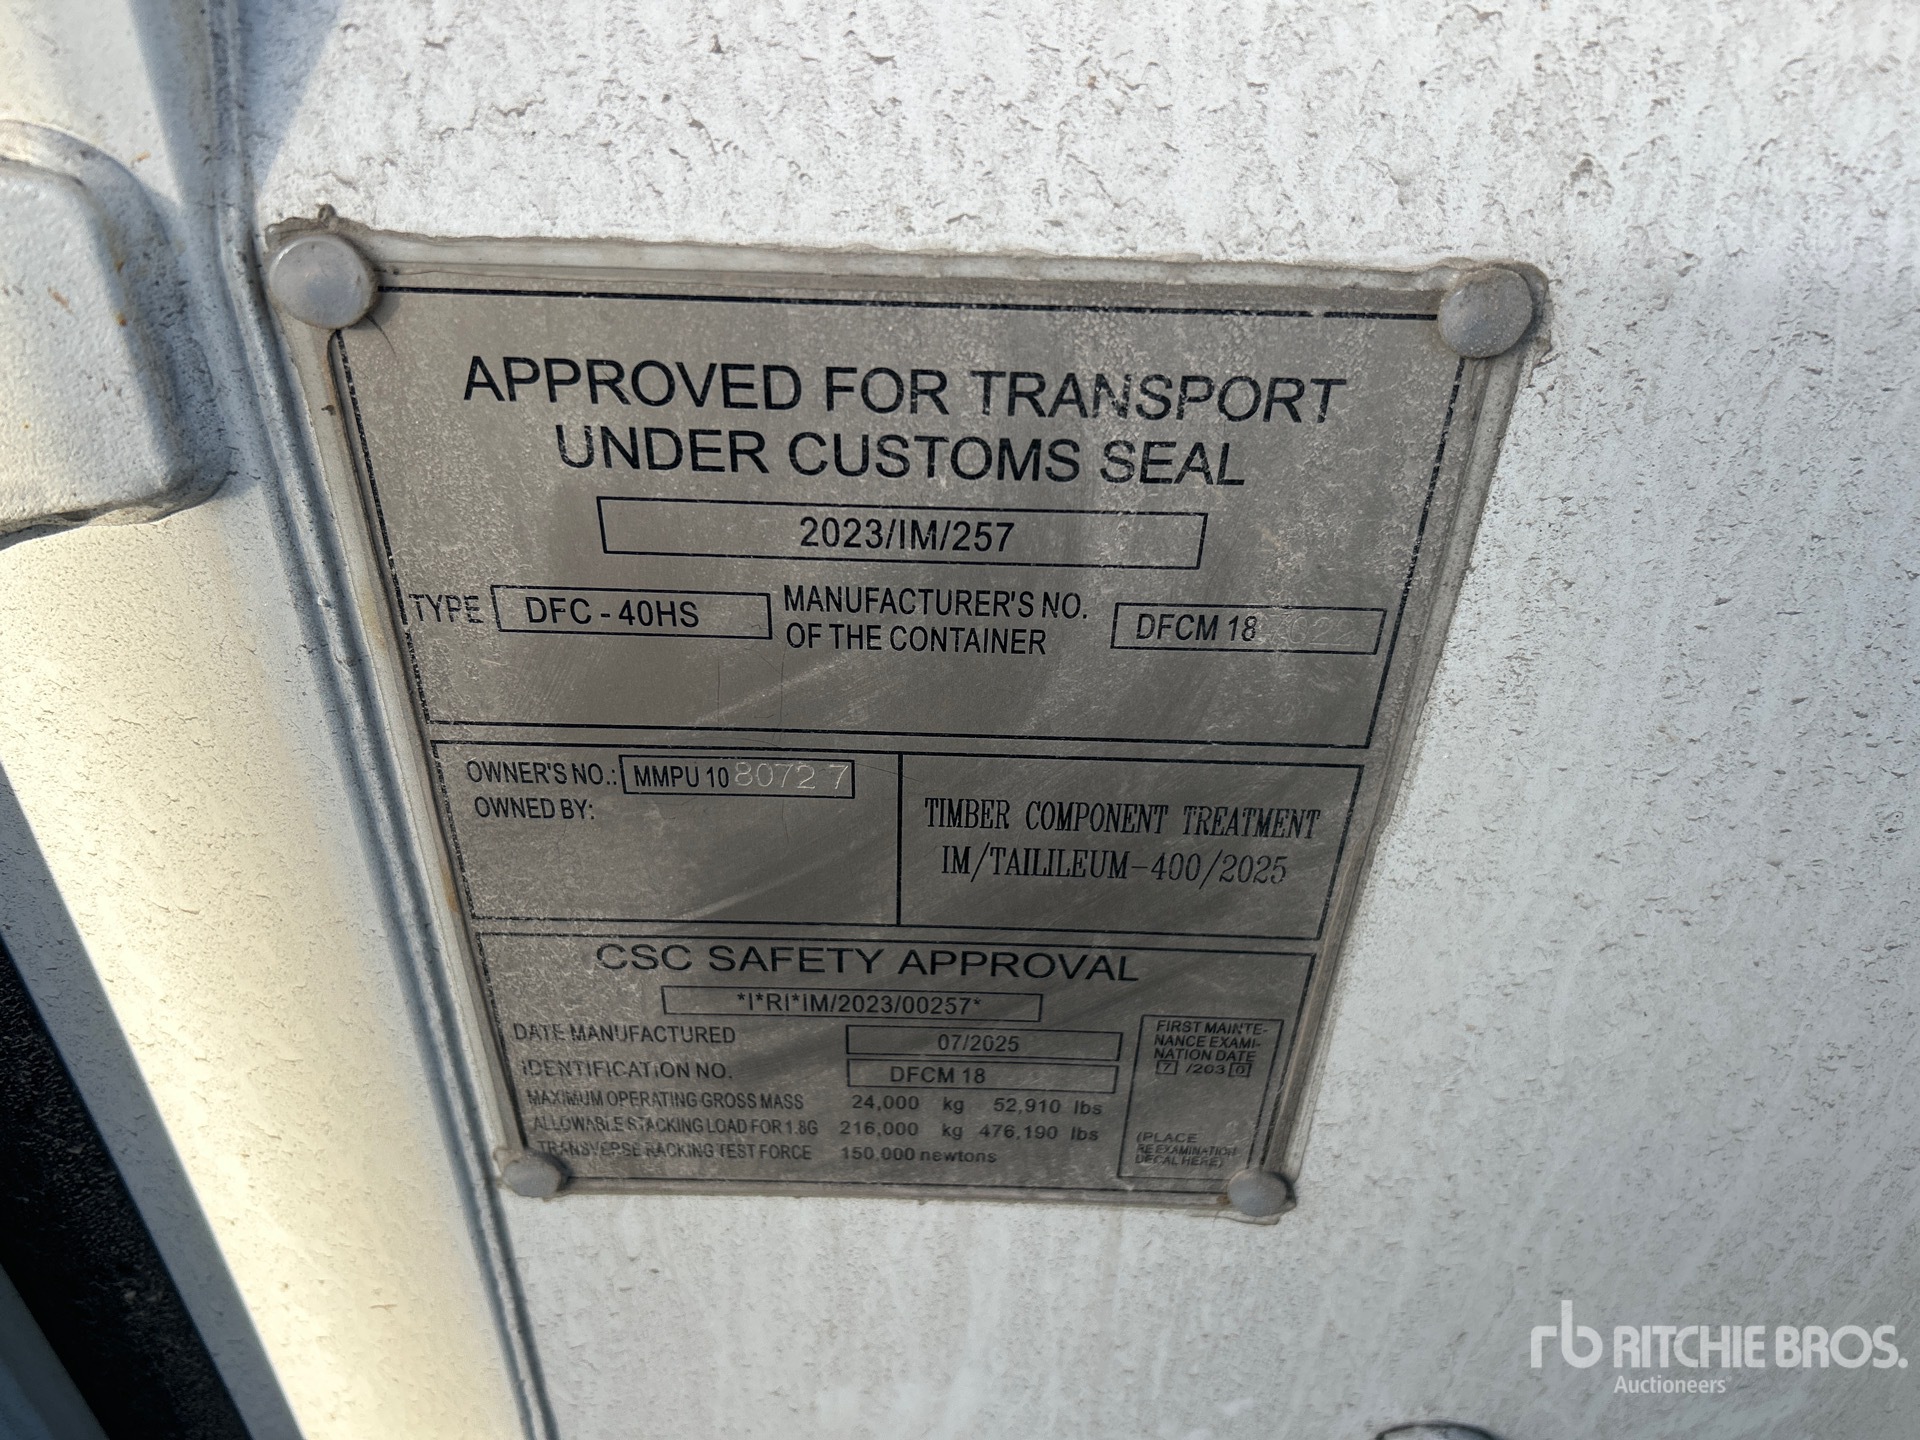 APPROVED FOR TRANSPORT
UNDER CUSTOMS SEAL
2023/IM/257
TYPE DFC - 40HS MANUFACTURER'S NO. OF THE CONTAINER DFCM 18
OWNER'S NO.: MMPU 10 80727
OWNED BY:
TIMBER COMPONENT TREATMENT
IM/TAILILEUM-400/2025
CSC SAFETY APPROVAL
*I*RI*IM/2023/00257*
DATE MANUFACTURED 07/2025
IDENTIFICATION NO. DFCM 18
MAXIMUM OPERATING GROSS MASS 24,000 kg 52,910 lbs
ALLOWABLE STACKING LOAD FOR 1.8G 216,000 kg 476,190 lbs
TRANSVERSE RACKING TEST FORCE 150,000 newtons
FIRST MAINTE-
NANCE EXAMI-
NATION DATE
7 /2030
(PLACE
RE EXAMINATION
DECAL HERE)
rb RITCHIE BROS.
Auctioneers